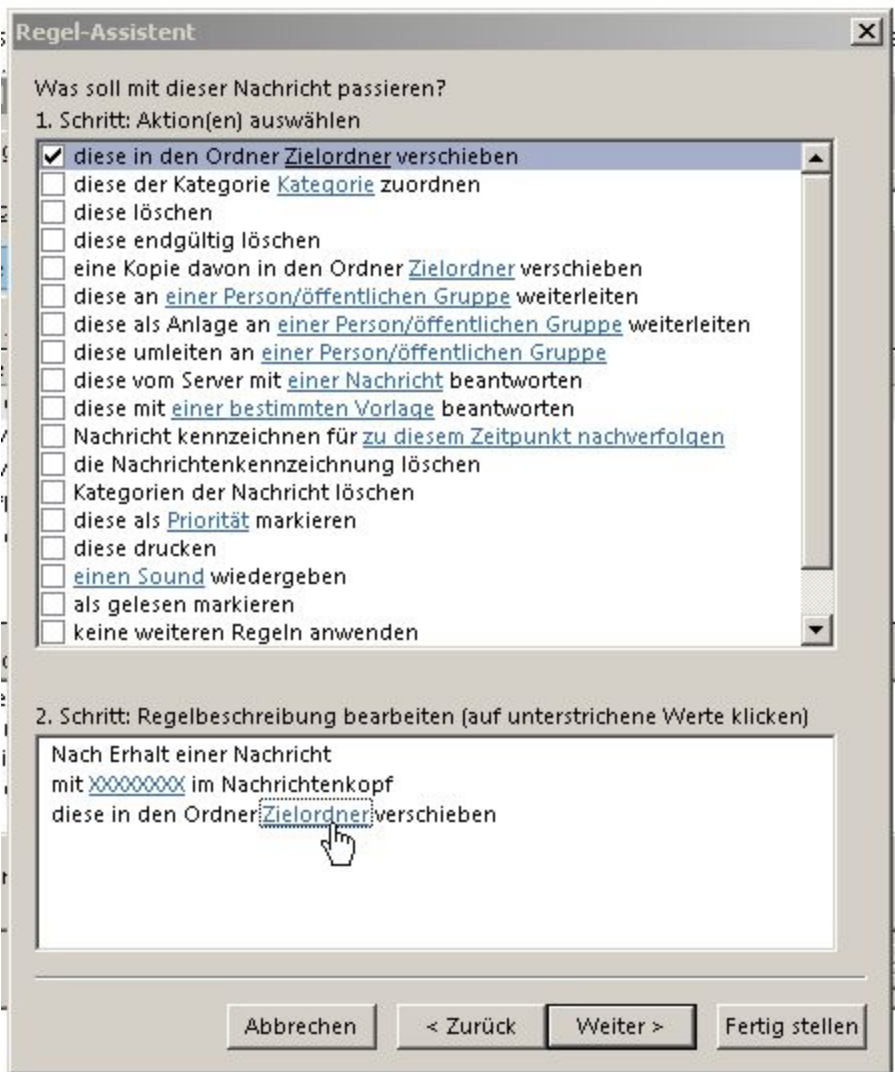 Regel-Assistent
Was soll mit dieser Nachricht passieren?
1. Schritt: Aktion(en) auswählen
diese in den Ordner Zielordner verschieben
diese der Kategorie Kategorie zuordnen
diese löschen
diese endgültig löschen
eine Kopie davon in den Ordner Zielordner verschieben
diese an einer Person/öffentlichen Gruppe weiterleiten
diese als Anlage an einer Person/öffentlichen Gruppe weiterleiten
diese umleiten an einer Person/öffentlichen Gruppe
diese vom Server mit einer Nachricht beantworten
diese mit einer bestimmten Vorlage beantworten
Nachricht kennzeichnen für zu diesem Zeitpunkt nachverfolgen
die Nachrichtenkennzeichnung löschen
Kategorien der Nachricht löschen
diese als Priorität markieren
diese drucken
einen Sound wiedergeben
als gelesen markieren
keine weiteren Regeln anwenden
2. Schritt: Regelbeschreibung bearbeiten (auf unterstrichene Werte klicken)
Nach Erhalt einer Nachricht
mit XXXXXXXX im Nachrichtenkopf
diese in den Ordner Zielordner verschieben
Abbrechen < Zurück Weiter > Fertig stellen